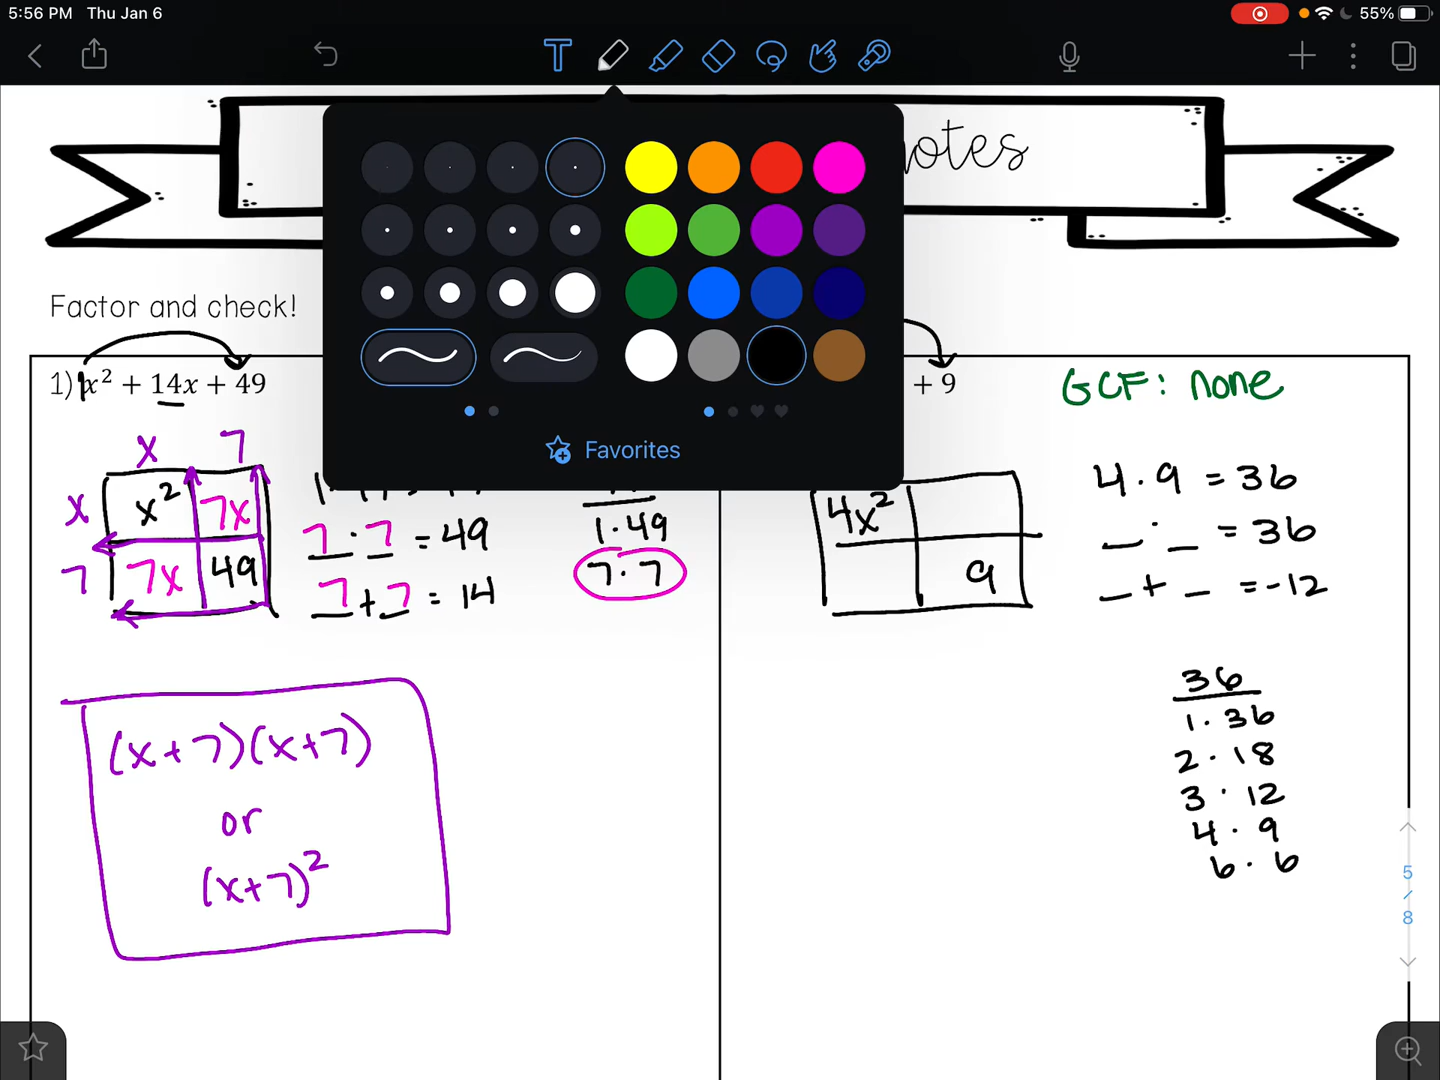 5:56 PM Thu Jan 6
55%
T
notes
Factor and check!
1) 1x² + 14x + 49
+ 9
GCF: none
Favorites
x 7
x x² 7x
7 7x 49
7 · 7 = 49
7 + 7 = 14
1 · 49
7 · 7
4x²
9
4 · 9 = 36
_ · _ = 36
_ + _ = -12
36
1 · 36
2 · 18
3 · 12
4 · 9
6 · 6
(x+7)(x+7)
or
(x+7)²
5
/
8